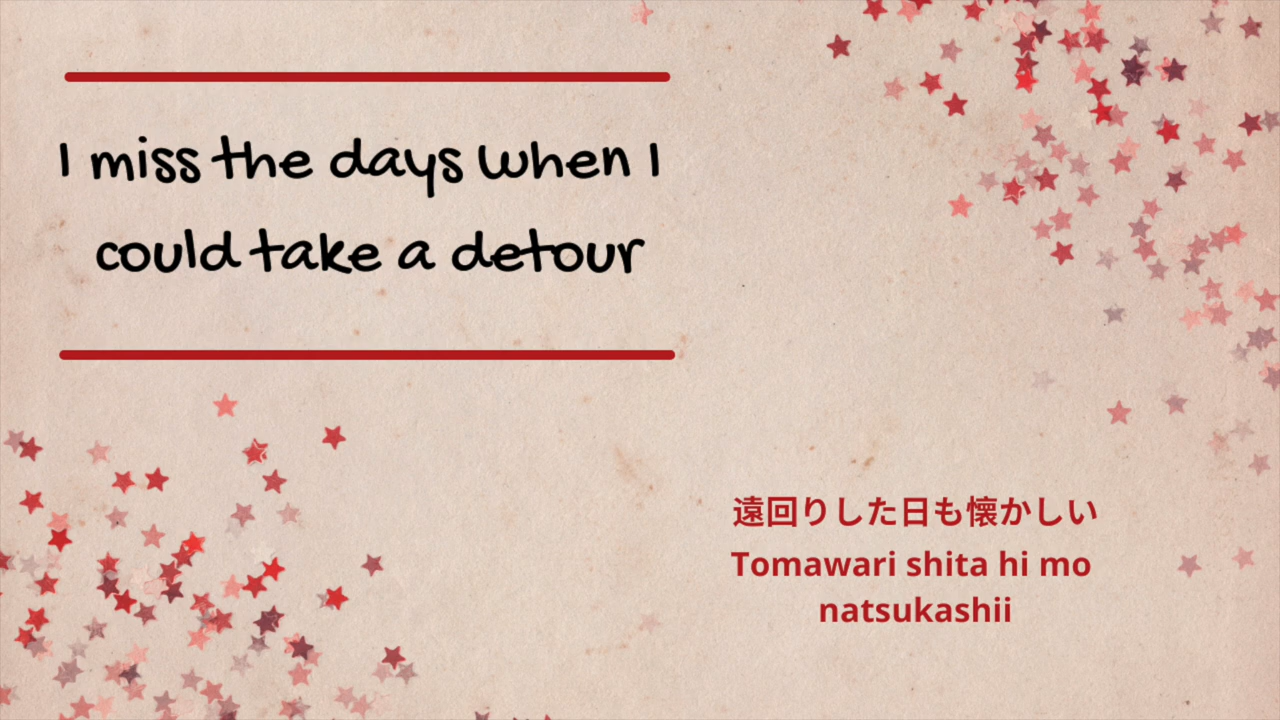 I miss the days when I
could take a detour
遠回りした日も懐かしい
Tomawari shita hi mo
natsukashii